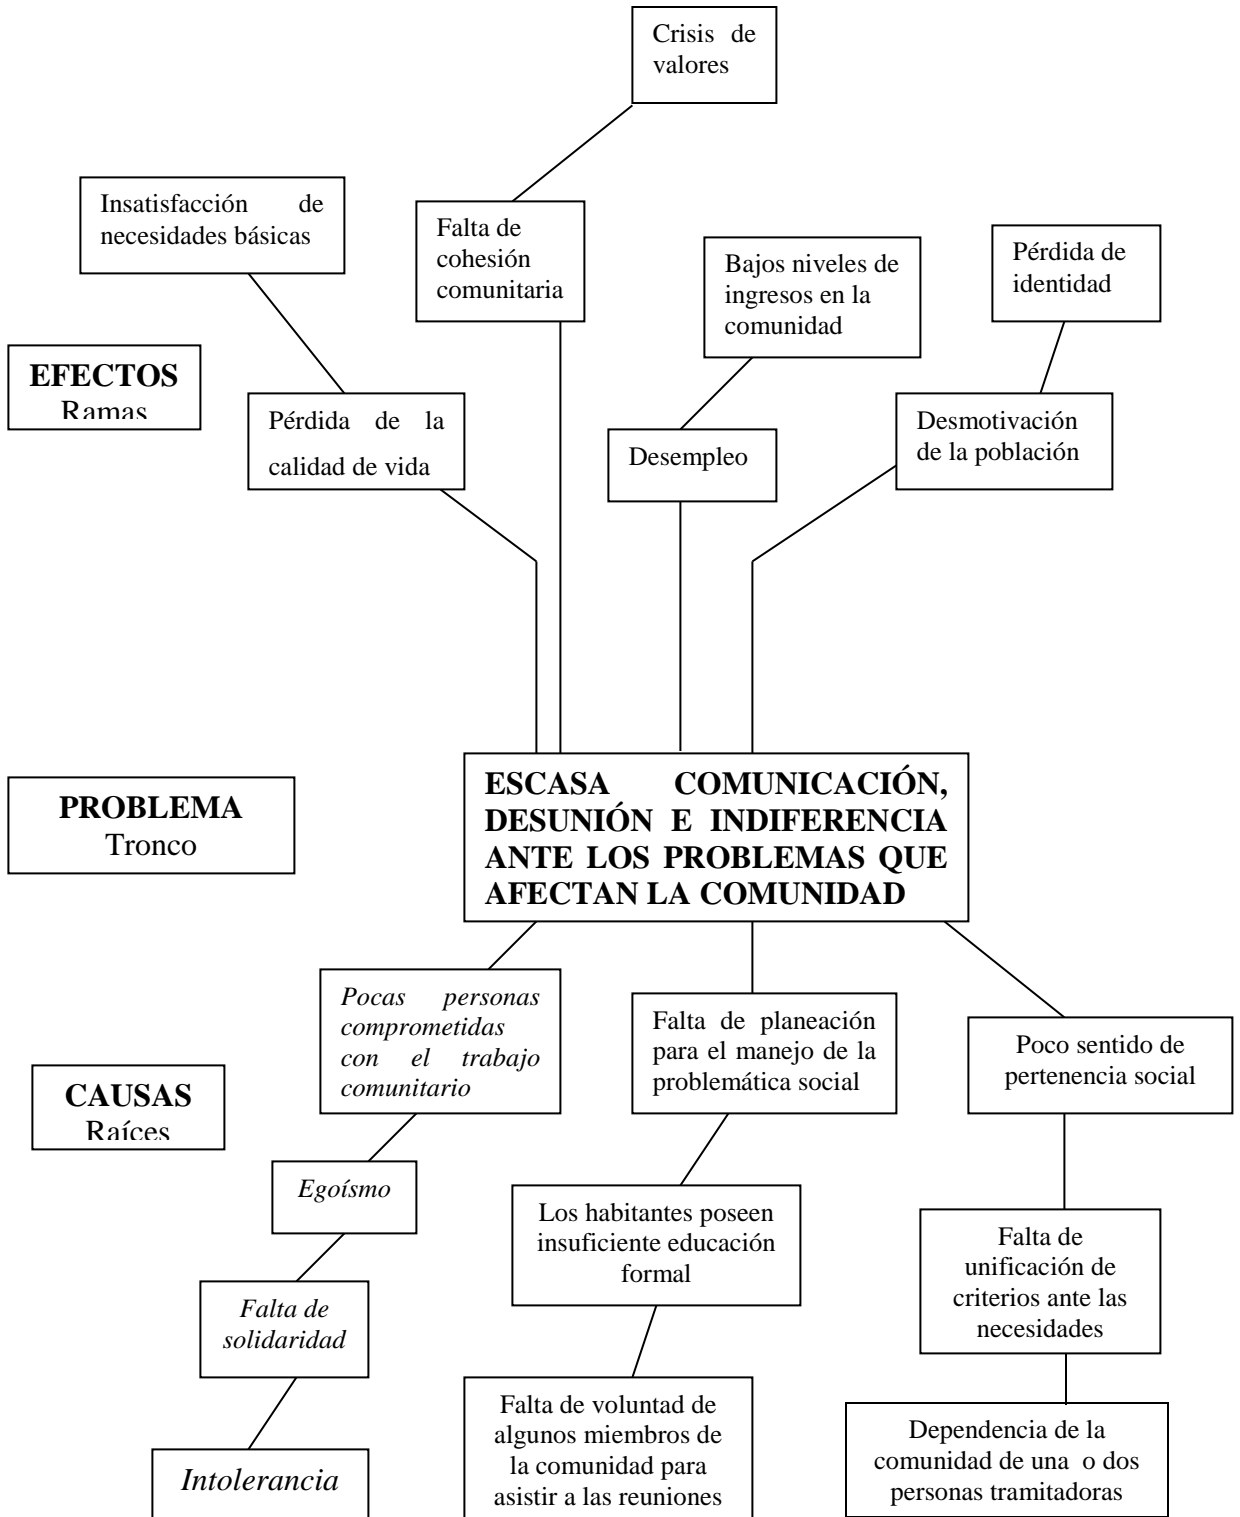 Crisis de
valores
Insatisfacción de
necesidades básicas
Falta de
cohesión
comunitaria
Bajos niveles de
ingresos en la
comunidad
Pérdida de
identidad
EFECTOS
Ramas
Pérdida de la
calidad de vida
Desempleo
Desmotivación
de la población
PROBLEMA
Tronco
ESCASA COMUNICACIÓN,
DESUNIÓN E INDIFERENCIA
ANTE LOS PROBLEMAS QUE
AFECTAN LA COMUNIDAD
Pocas personas
comprometidas
con el trabajo
comunitario
Falta de planeación
para el manejo de la
problemática social
Poco sentido de
pertenencia social
CAUSAS
Raíces
Egoísmo
Los habitantes poseen
insuficiente educación
formal
Falta de
unificación de
criterios ante las
necesidades
Falta de
solidaridad
Falta de voluntad de
algunos miembros de
la comunidad para
asistir a las reuniones
Dependencia de la
comunidad de una o dos
personas tramitadoras
Intolerancia